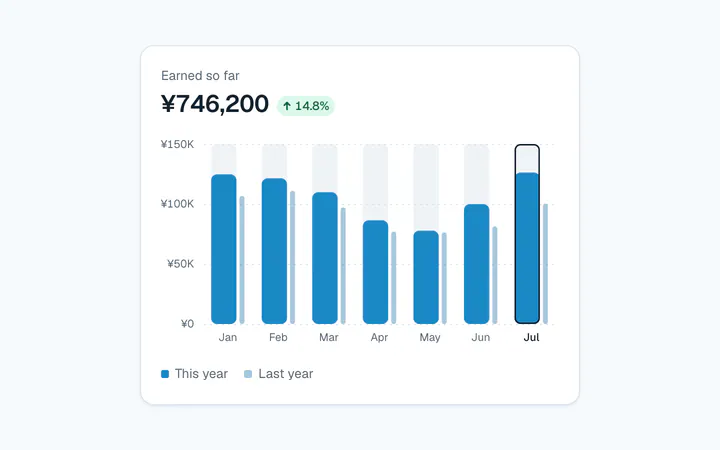 Earned so far
¥746,200 ↑ 14.8%
¥150K
¥100K
¥50K
¥0
Jan Feb Mar Apr May Jun Jul
This year Last year